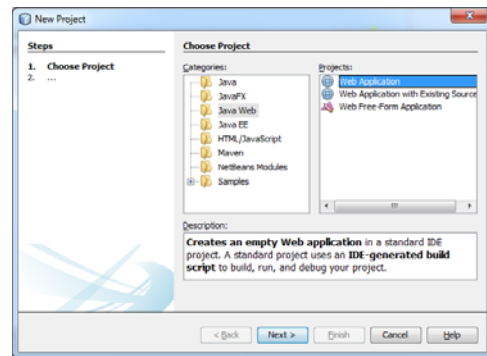 New Project
Steps
1. Choose Project
2. ...
Choose Project
Categories:
Java
JavaFX
Java Web
Java EE
HTML/JavaScript
Maven
NetBeans Modules
Samples
Projects:
Web Application
Web Application with Existing Source
Web Free-Form Application
Description:
Creates an empty Web application in a standard IDE
project. A standard project uses an IDE-generated build
script to build, run, and debug your project.
< Back
Next >
Finish
Cancel
Help